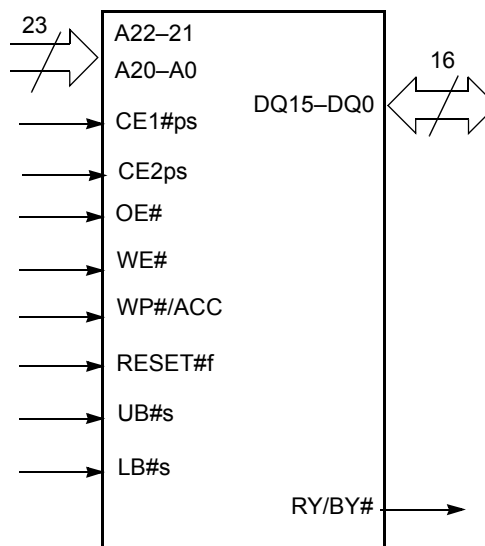 23
A22–21
A20–A0
16
DQ15–DQ0
CE1#ps
CE2ps
OE#
WE#
WP#/ACC
RESET#f
UB#s
LB#s
RY/BY#